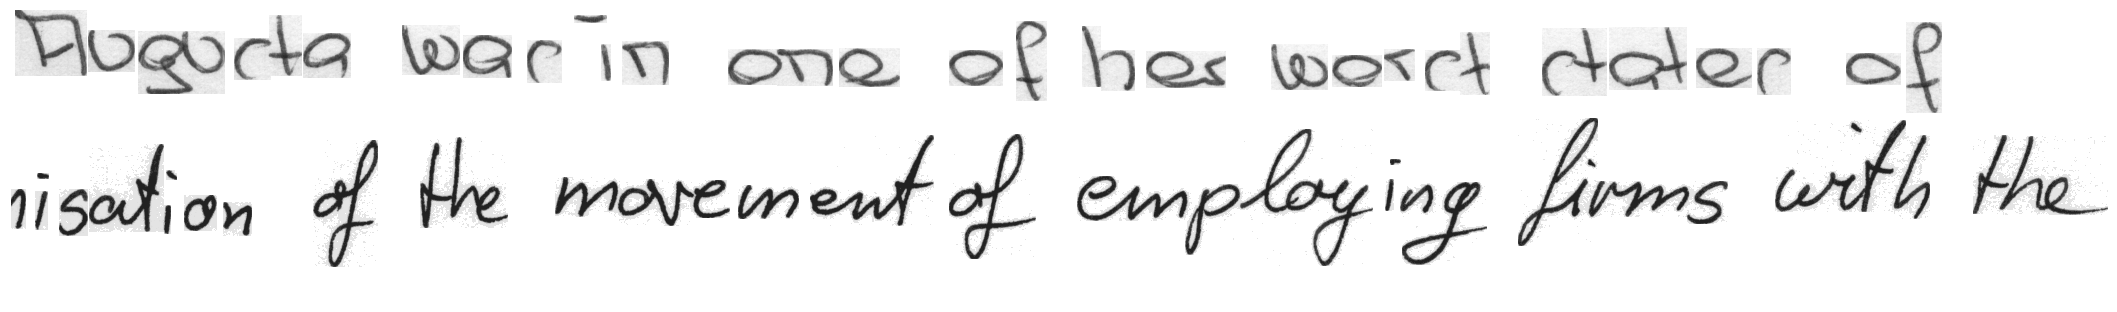 Augusta was in one of her worst states of
nisation of the movement of employing firms with the